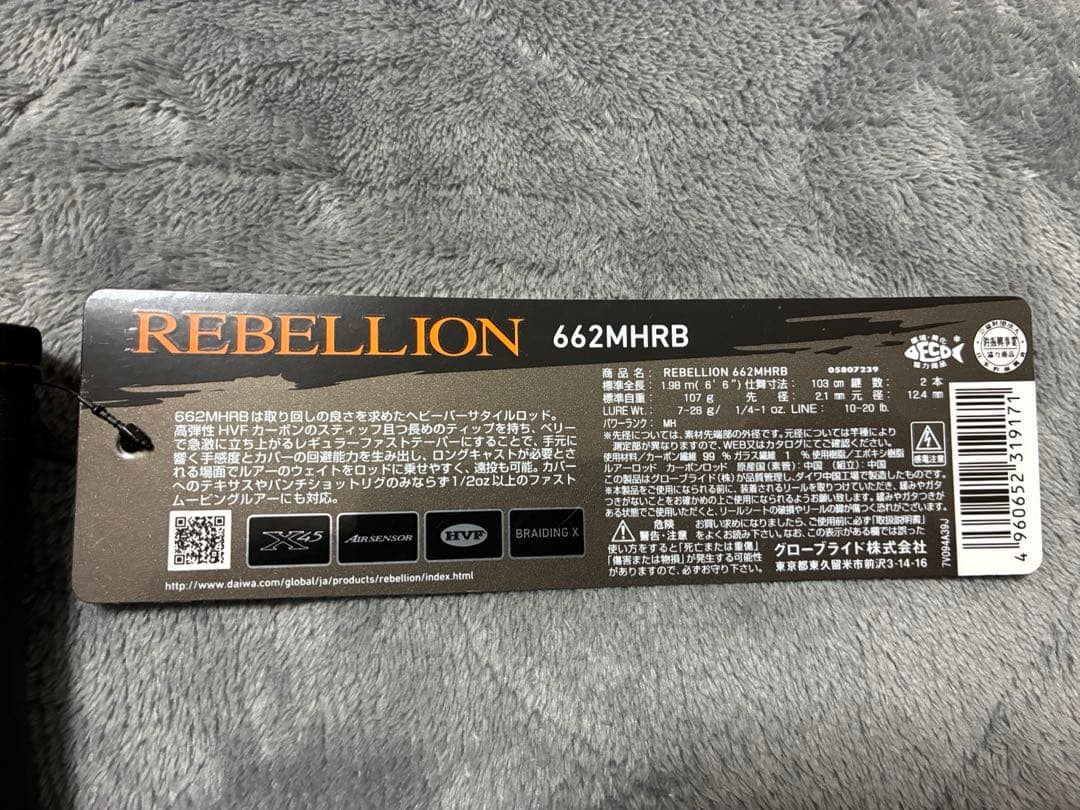 REBELLION 662MHRB
662MHRBは取り回しの良さを求めたヘビーバーサタイルロッド。
高弾性HVFカーボンのスティッフ且つ長めのティップを持ち、ベリー
で急激に立ち上がるレギュラーファストテーパーにすることで、手元に
響く手感度とカバーの回避能力を生み出し、ロングキャストが必要とさ
れる場面でルアーのウェイトをロッドに乗せやすく、遠投も可能。カバー
へのテキサスやパンチショットリグのみならず1/2oz以上のファスト
ムービングルアーにも対応。
X45
AIRSENSOR
HVF
BRAIDING X
http://www.daiwa.com/global/ja/products/rebellion/index.html
商品名: REBELLION 662MHRB 05807239
標準全長: 1.98 m( 6' 6") 仕舞寸法: 103 cm 継 数: 2 本
標準自重: 107 g 先 径: 2.1 mm 元 径: 12.4 mm
LURE Wt.: 7-28 g/ 1/4-1 oz. LINE: 10-20 lb.
パワーランク: MH
※先径については、素材先端部の外径です。元径については竿種により
測定部が異なりますので、WEB又はカタログにてご確認ください。
使用材料/カーボン繊維 99 % ガラス繊維 1 % 使用樹脂/エポキシ樹脂
ルアーロッド カーボンロッド 原産国(素管):中国 (組立):中国
この製品はグローブライド(株)が品質管理し、ダイワ中国工場で製造したものです。
※本製品をご使用になられる前に、装着されるリールを取りつけていただき、緩みやガタ
つきがないことをお確かめの上ご使用になられるようお願い致します。緩みやガタつきが
ある状態でご使用いただくと、リールシートの破損やリールの脚が傷つく恐れがございます。
危険
警告・注意
お買い求めになりましたら、ご使用前に必ず「取扱説明書」
をよくお読み下さい。なお、この表示がある欄では誤った
使い方をすると「死亡または重傷」
「傷害または物損」が発生する可能性
がありますので、必ずお守り下さい。
グローブライド株式会社
東京都東久留米市前沢3-14-16
ECO
協力商品
協力商品
感電注意
7V094A39J
4 960652 319171